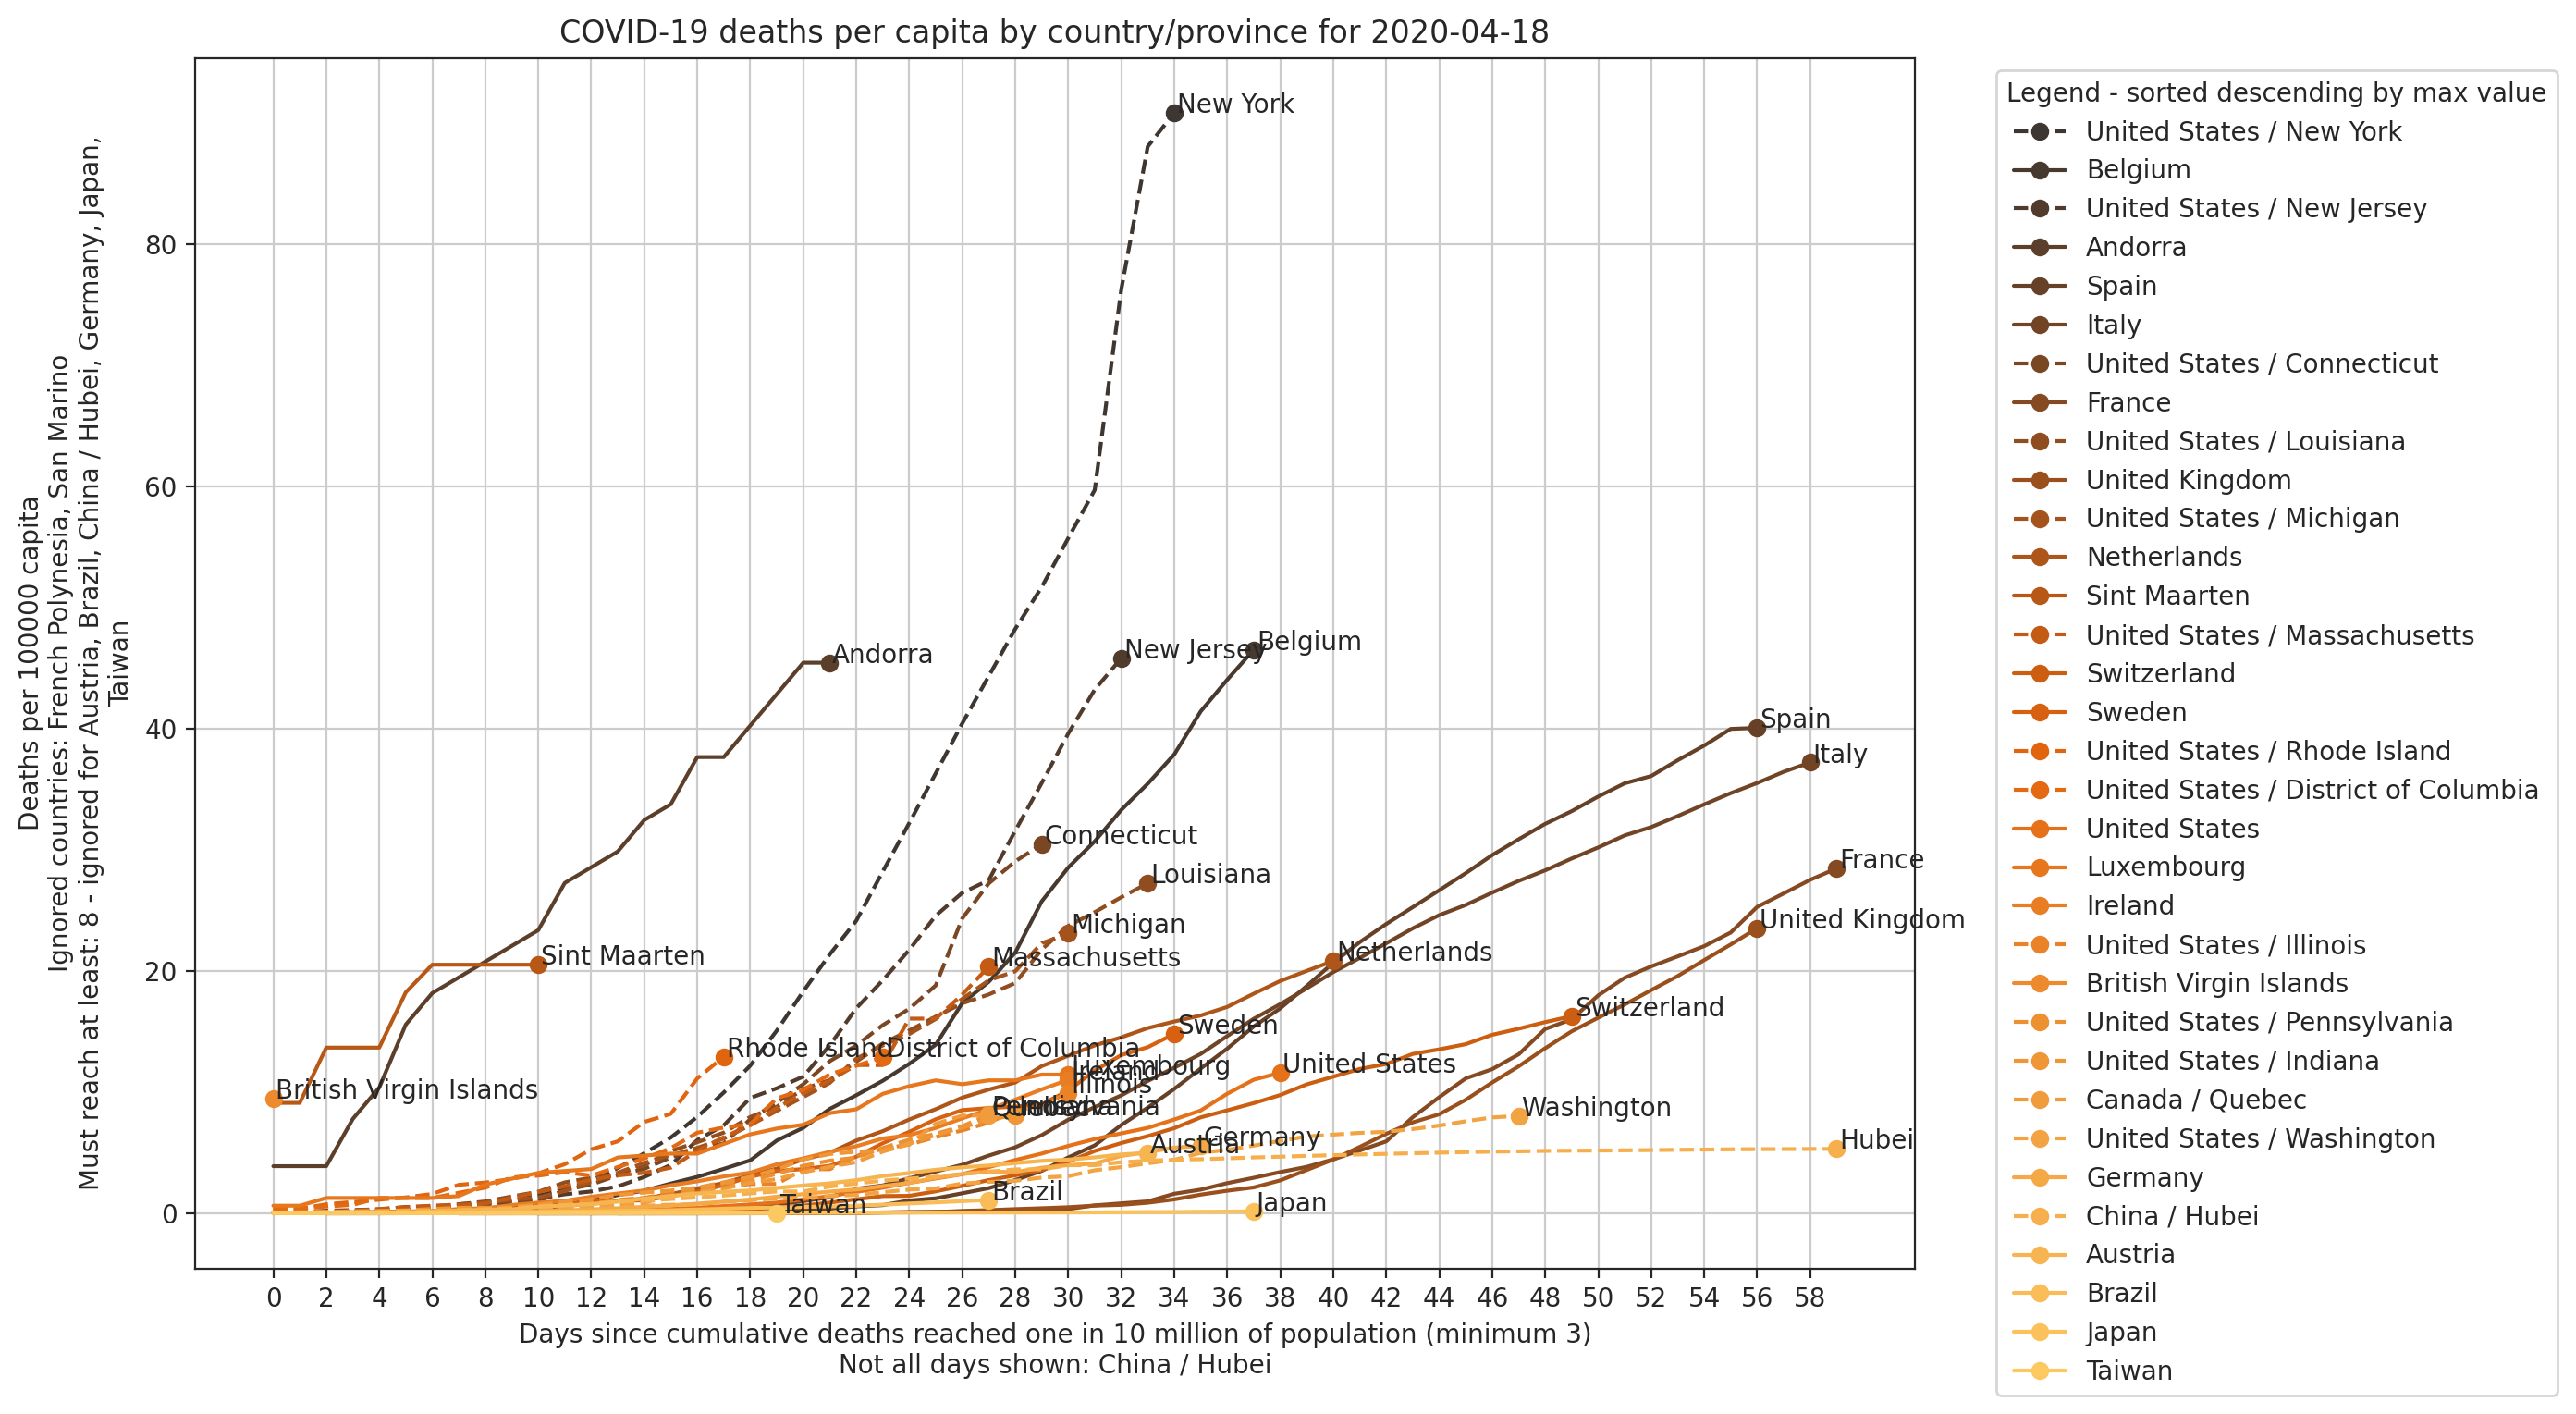 COVID-19 deaths per capita by country/province for 2020-04-18
Deaths per 100000 capita
Ignored countries: French Polynesia, San Marino
Must reach at least: 8 - ignored for Austria, Brazil, China / Hubei, Germany, Japan,
Taiwan
80
60
40
20
0
New York
Andorra
New Jersey
Belgium
Spain
Italy
Connecticut
Louisiana
France
Michigan
United Kingdom
Sint Maarten
Massachusetts
Netherlands
Switzerland
Sweden
Rhode Island
District of Columbia
Luxembourg
Ireland
United States
Illinois
British Virgin Islands
Quebec
Indiana
Pennsylvania
Washington
Germany
Austria
Hubei
Brazil
Taiwan
Japan
0 2 4 6 8 10 12 14 16 18 20 22 24 26 28 30 32 34 36 38 40 42 44 46 48 50 52 54 56 58
Days since cumulative deaths reached one in 10 million of population (minimum 3)
Not all days shown: China / Hubei
Legend - sorted descending by max value
United States / New York
Belgium
United States / New Jersey
Andorra
Spain
Italy
United States / Connecticut
France
United States / Louisiana
United Kingdom
United States / Michigan
Netherlands
Sint Maarten
United States / Massachusetts
Switzerland
Sweden
United States / Rhode Island
United States / District of Columbia
United States
Luxembourg
Ireland
United States / Illinois
British Virgin Islands
United States / Pennsylvania
United States / Indiana
Canada / Quebec
United States / Washington
Germany
China / Hubei
Austria
Brazil
Japan
Taiwan